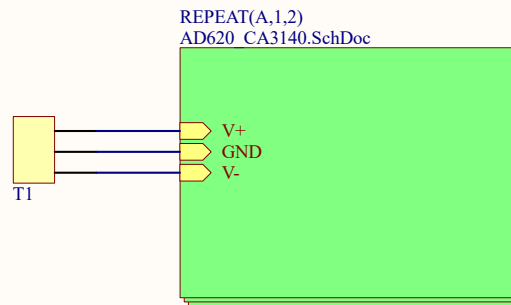 REPEAT(A,1,2)
AD620_CA3140.SchDoc
V+
GND
V-
T1